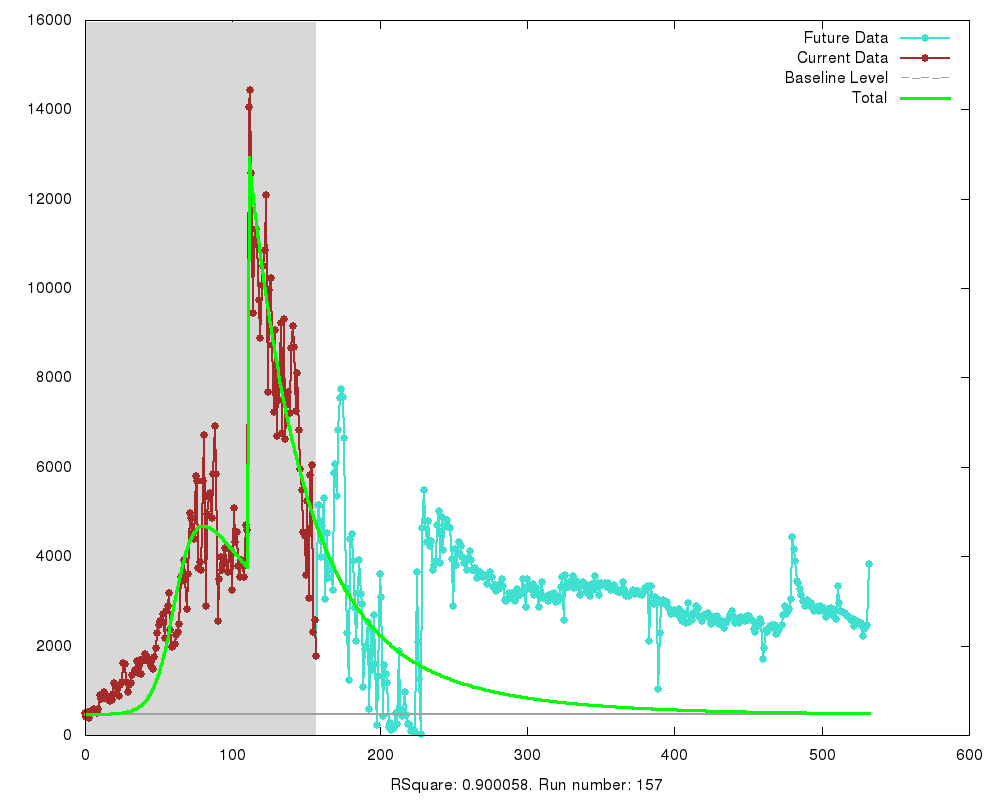 16000
14000
12000
10000
8000
6000
4000
2000
0
Future Data
Current Data
Baseline Level
Total
0 100 200 300 400 500 600
RSquare: 0.900058. Run number: 157